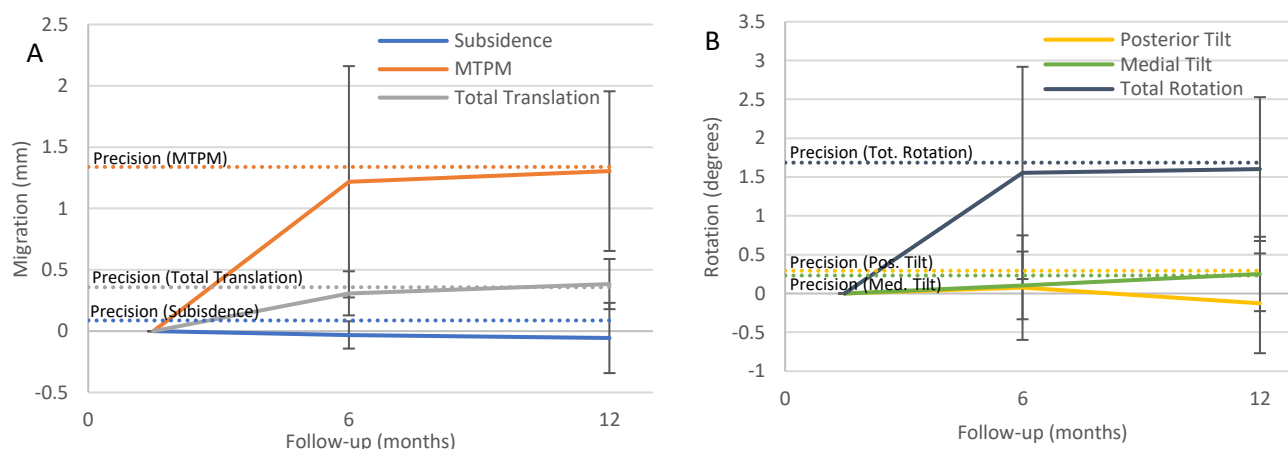 A
Subsidence
MTPM
Total Translation
2.5
2
1.5
1
0.5
0
-0.5
Migration (mm)
Precision (MTPM)
Precision (Total Translation)
Precision (Subisdence)
0
6
12
Follow-up (months)
B
Posterior Tilt
Medial Tilt
Total Rotation
3.5
3
2.5
2
1.5
1
0.5
0
-0.5
-1
Rotation (degrees)
Precision (Tot. Rotation)
Precision (Pos. Tilt)
Precision (Med. Tilt)
0
6
12
Follow-up (months)